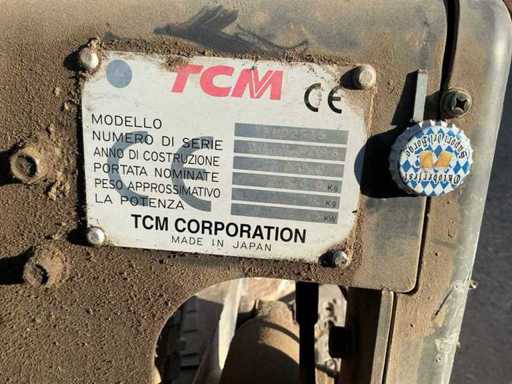 TCM
CE
MODELLO
NUMERO DI SERIE
ANNO DI COSTRUZIONE
PORTATA NOMINATE
Kg
PESO APPROSSIMATIVO
Kg
LA POTENZA
KW
TCM CORPORATION
MADE IN JAPAN